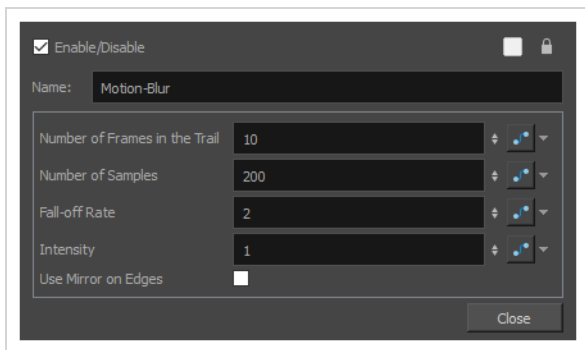 Enable/Disable
Name: Motion-Blur
Number of Frames in the Trail 10
Number of Samples 200
Fall-off Rate 2
Intensity 1
Use Mirror on Edges
Close